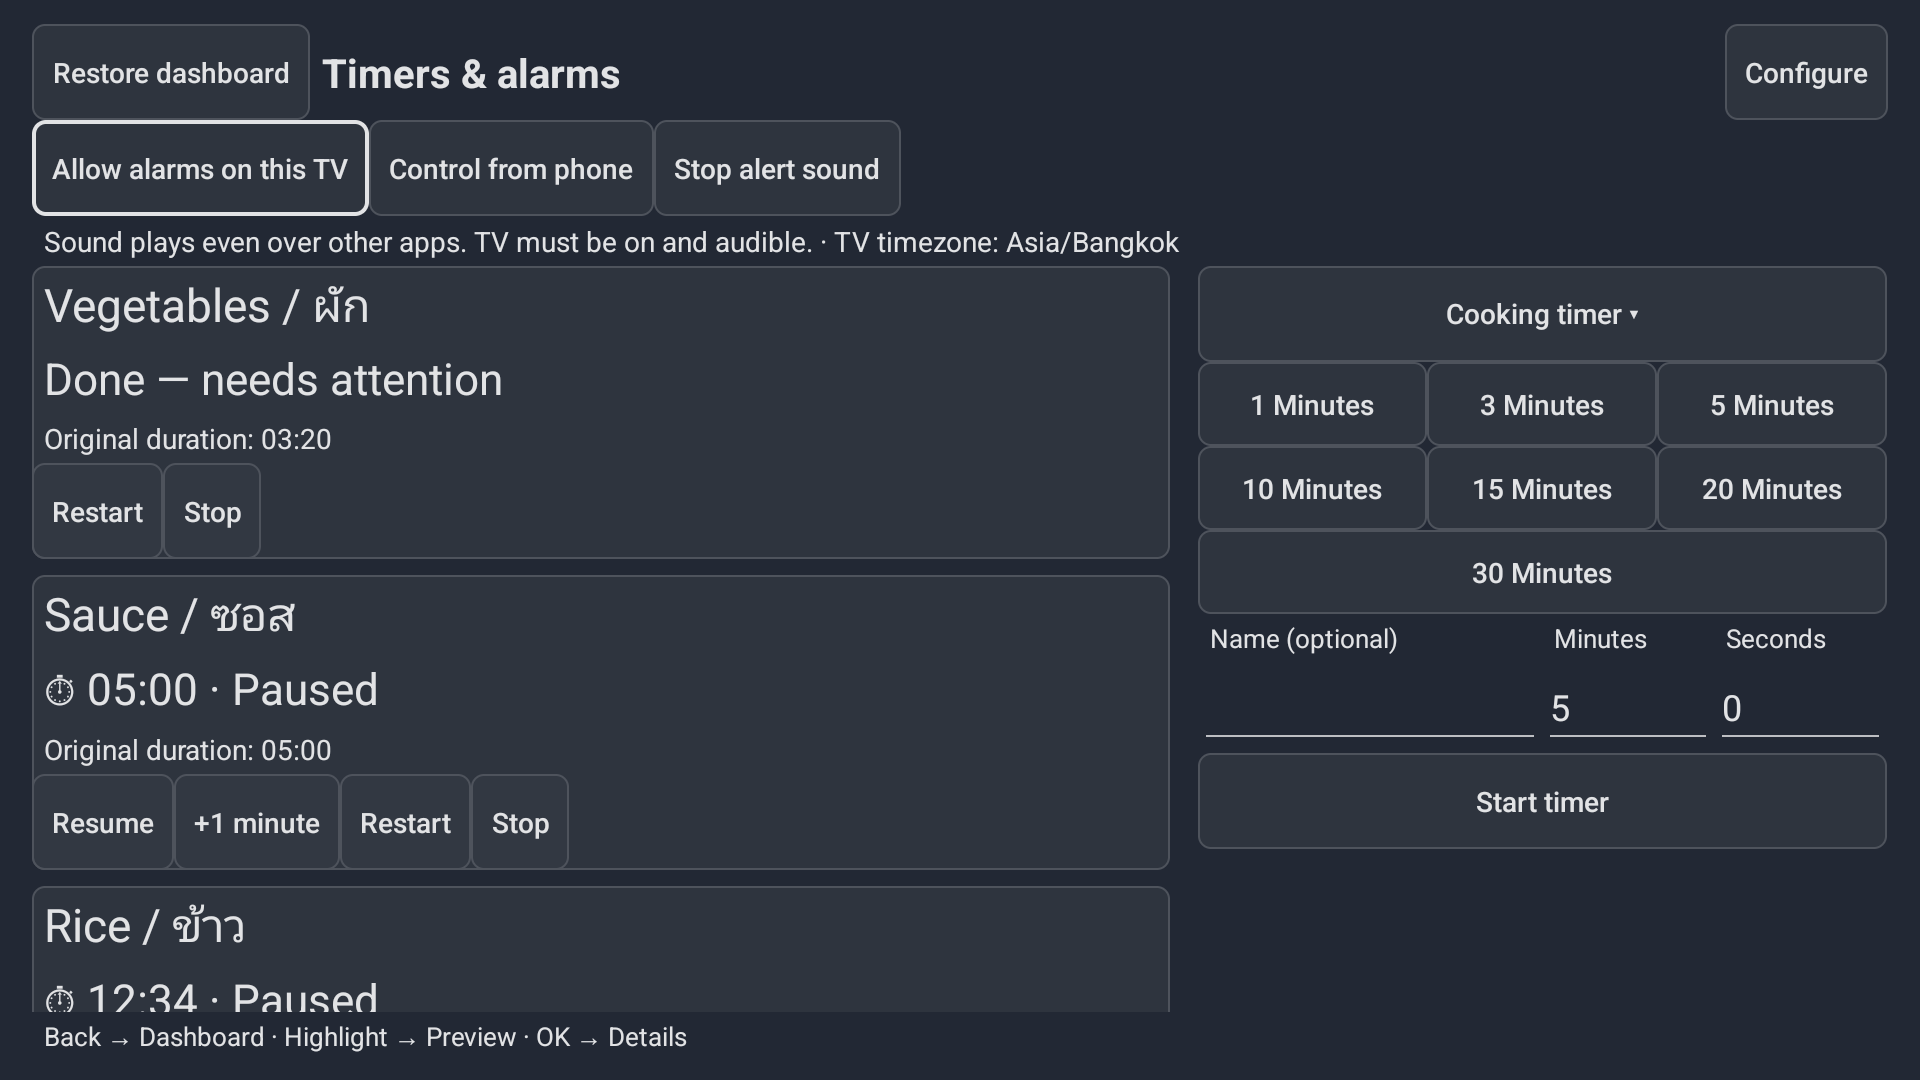 Restore dashboard
Timers & alarms
Configure
Allow alarms on this TV
Control from phone
Stop alert sound
Sound plays even over other apps. TV must be on and audible. · TV timezone: Asia/Bangkok
Vegetables / ผัก
Done — needs attention
Original duration: 03:20
Restart
Stop
Sauce / ซอส
⏱ 05:00 · Paused
Original duration: 05:00
Resume
+1 minute
Restart
Stop
Rice / ข้าว
⏱ 12:34 · Paused
Cooking timer ▾
1 Minutes
3 Minutes
5 Minutes
10 Minutes
15 Minutes
20 Minutes
30 Minutes
Name (optional)
Minutes
Seconds
5
0
Start timer
Back → Dashboard · Highlight → Preview · OK → Details